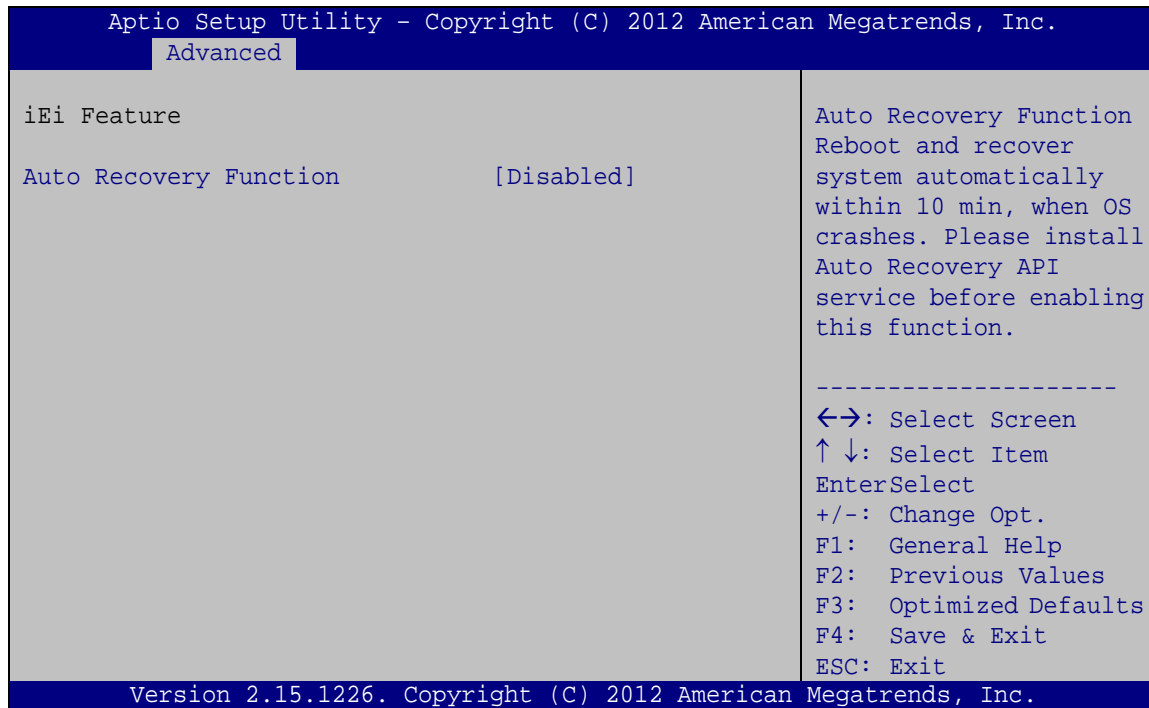 Aptio Setup Utility – Copyright (C) 2012 American Megatrends, Inc.
Advanced
iEi Feature
Auto Recovery Function [Disabled]
Auto Recovery Function
Reboot and recover
system automatically
within 10 min, when OS
crashes. Please install
Auto Recovery API
service before enabling
this function.
---------------------
←→: Select Screen
↑ ↓: Select Item
EnterSelect
+/-: Change Opt.
F1: General Help
F2: Previous Values
F3: Optimized Defaults
F4: Save & Exit
ESC: Exit
Version 2.15.1226. Copyright (C) 2012 American Megatrends, Inc.